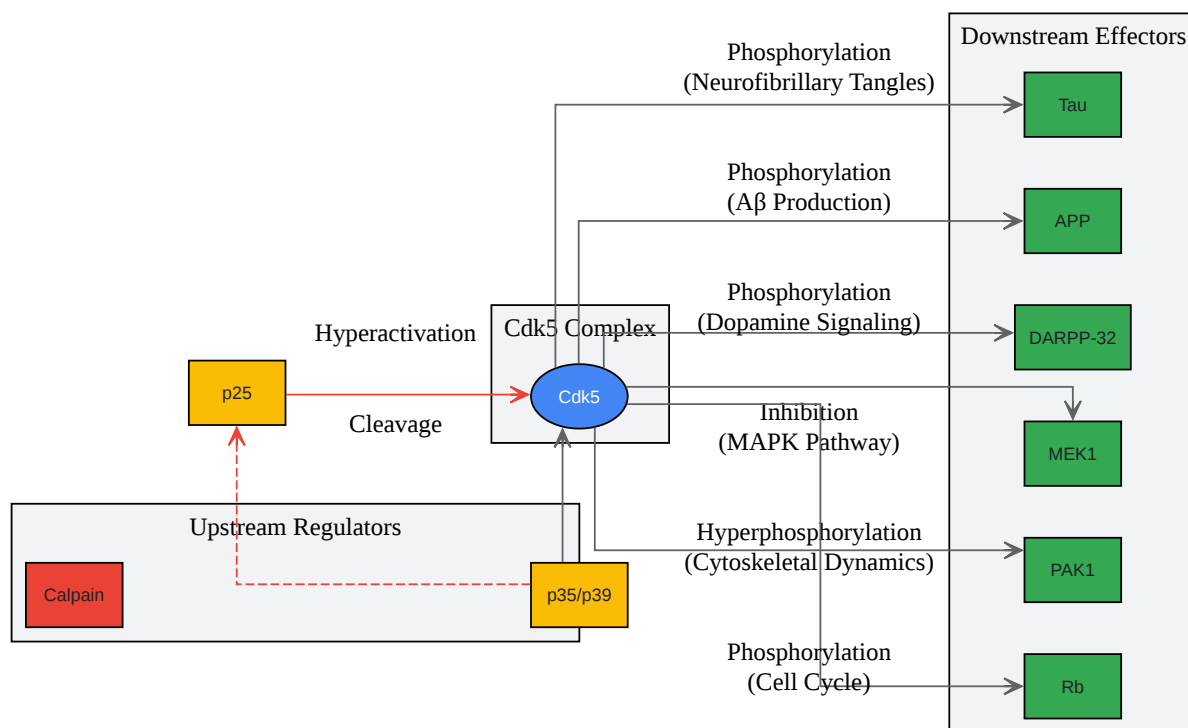 Downstream Effectors
Phosphorylation
(Neurofibrillary Tangles)
Tau
Phosphorylation
(Aβ Production)
APP
Phosphorylation
(Dopamine Signaling)
DARPP-32
Cdk5 Complex
Hyperactivation
p25
Cdk5
Cleavage
Inhibition
(MAPK Pathway)
MEK1
Upstream Regulators
Hyperphosphorylation
(Cytoskeletal Dynamics)
PAK1
Calpain
p35/p39
Phosphorylation
(Cell Cycle)
Rb